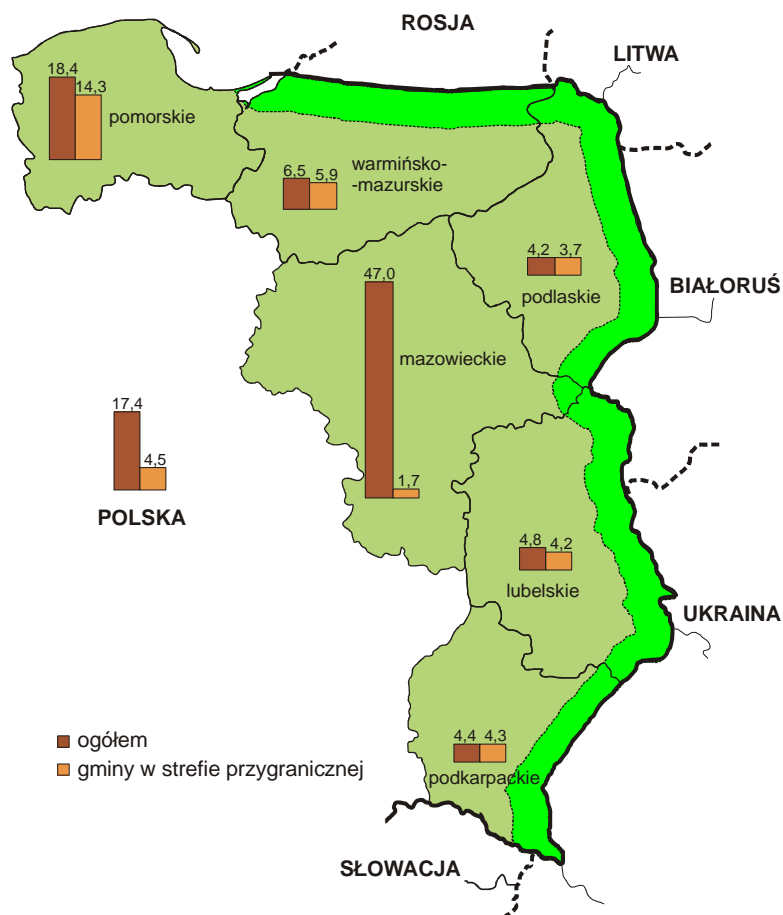 ROSJA
LITWA
18,4
14,3
pomorskie
warmińsko-
-mazurskie
6,5
5,9
4,2
3,7
podlaskie
BIAŁORUŚ
47,0
mazowieckie
1,7
17,4
4,5
POLSKA
4,8
4,2
lubelskie
UKRAINA
4,4
4,3
podkarpackie
ogółem
gminy w strefie przygranicznej
SŁOWACJA